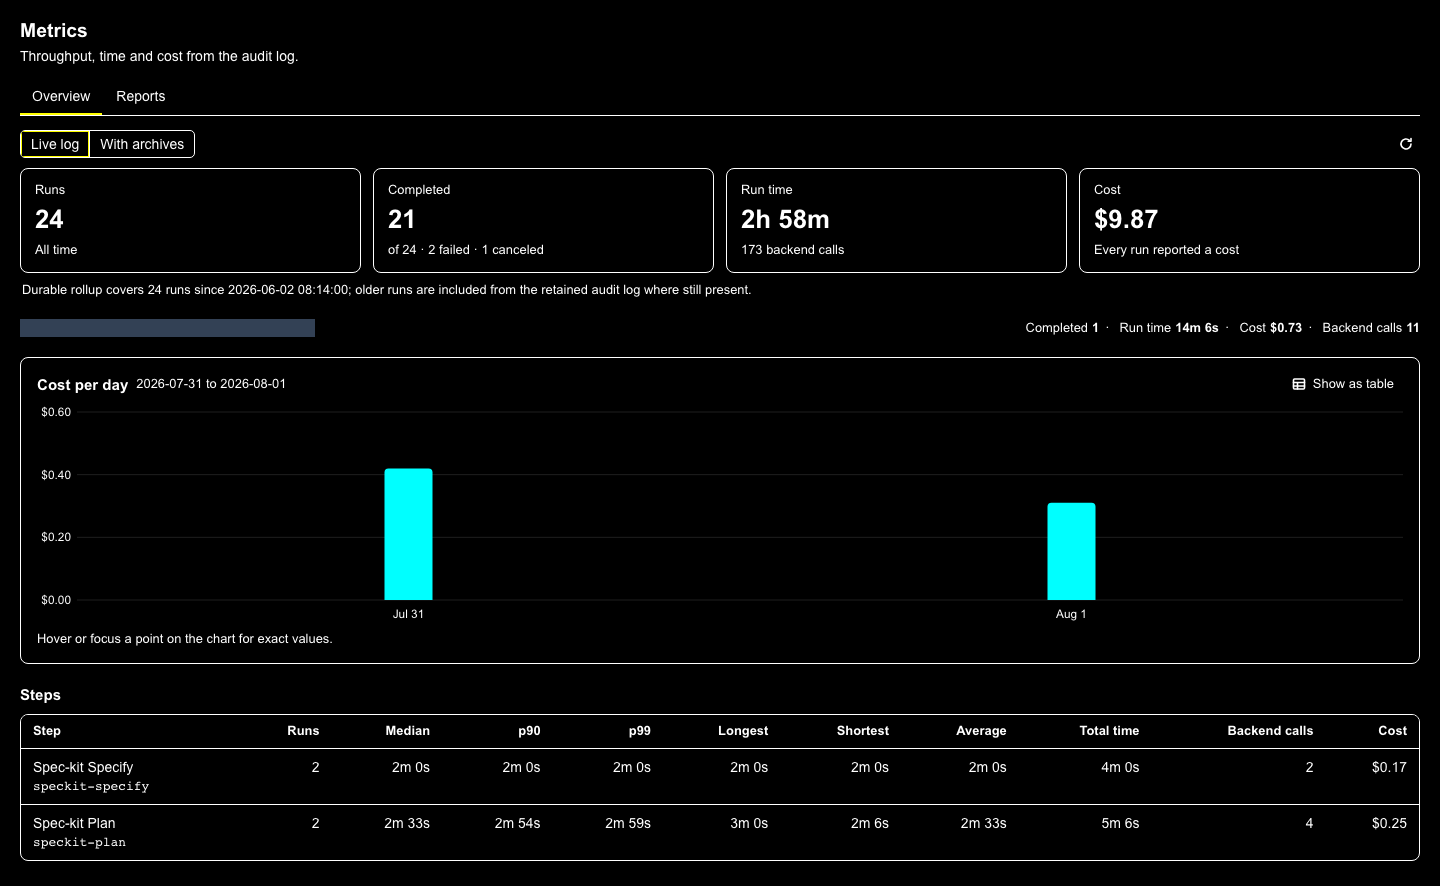 Metrics
Throughput, time and cost from the audit log.
Overview Reports
Live log With archives
Runs
24
All time
Completed
21
of 24 · 2 failed · 1 canceled
Run time
2h 58m
173 backend calls
Cost
$9.87
Every run reported a cost
Durable rollup covers 24 runs since 2026-06-02 08:14:00; older runs are included from the retained audit log where still present.
Completed 1 · Run time 14m 6s · Cost $0.73 · Backend calls 11
Cost per day 2026-07-31 to 2026-08-01
Show as table
$0.60
$0.40
$0.20
$0.00
Jul 31 Aug 1
Hover or focus a point on the chart for exact values.
Steps
Step Runs Median p90 p99 Longest Shortest Average Total time Backend calls Cost
Spec-kit Specify 2 2m 0s 2m 0s 2m 0s 2m 0s 2m 0s 2m 0s 4m 0s 2 $0.17
speckit-specify
Spec-kit Plan 2 2m 33s 2m 54s 2m 59s 3m 0s 2m 6s 2m 33s 5m 6s 4 $0.25
speckit-plan